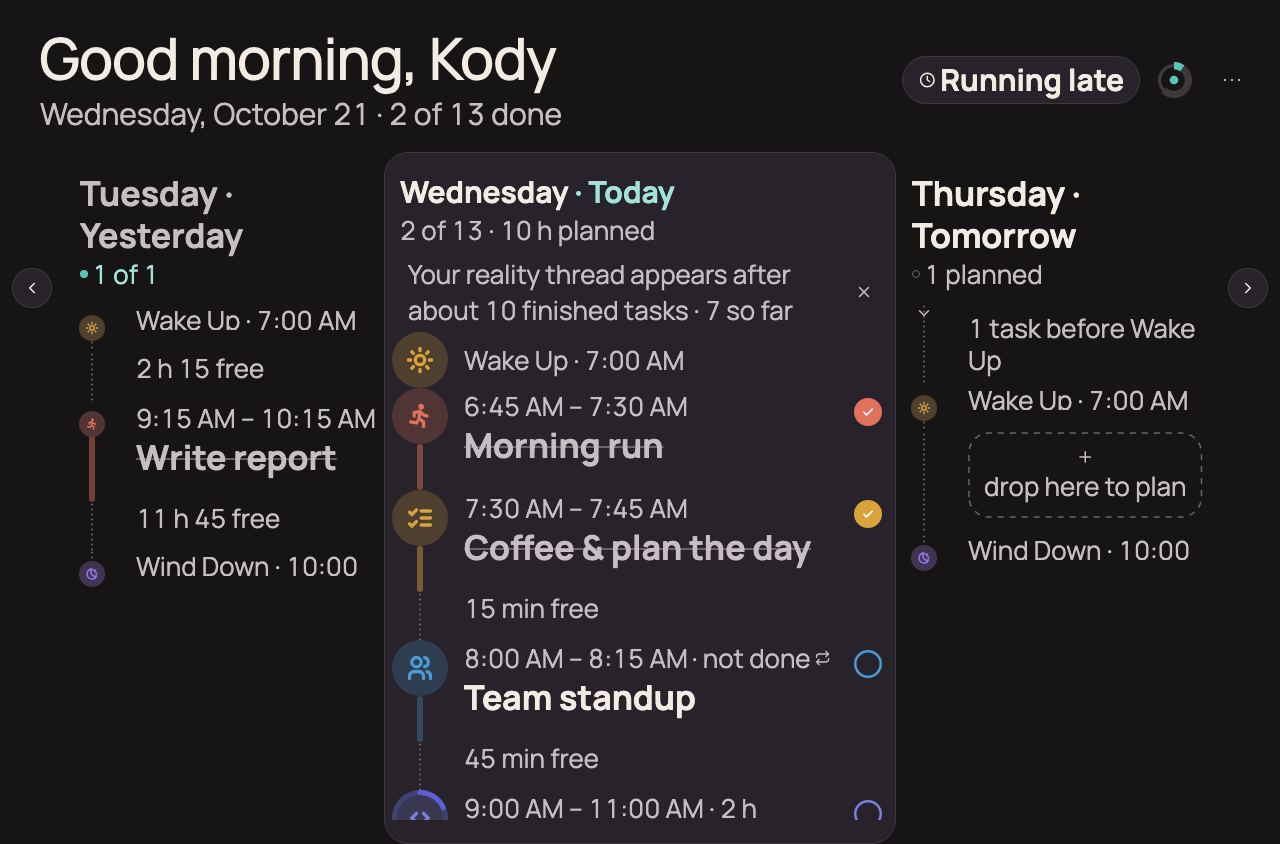 Good morning, Kody
Wednesday, October 21 · 2 of 13 done
Running late
Tuesday ·
Yesterday
1 of 1
Wake Up · 7:00 AM
2 h 15 free
9:15 AM – 10:15 AM
Write report
11 h 45 free
Wind Down · 10:00
Wednesday · Today
2 of 13 · 10 h planned
Your reality thread appears after
about 10 finished tasks · 7 so far
Wake Up · 7:00 AM
6:45 AM – 7:30 AM
Morning run
7:30 AM – 7:45 AM
Coffee & plan the day
15 min free
8:00 AM – 8:15 AM · not done
Team standup
45 min free
9:00 AM – 11:00 AM · 2 h
Thursday ·
Tomorrow
1 planned
1 task before Wake
Up
Wake Up · 7:00 AM
+
drop here to plan
Wind Down · 10:00